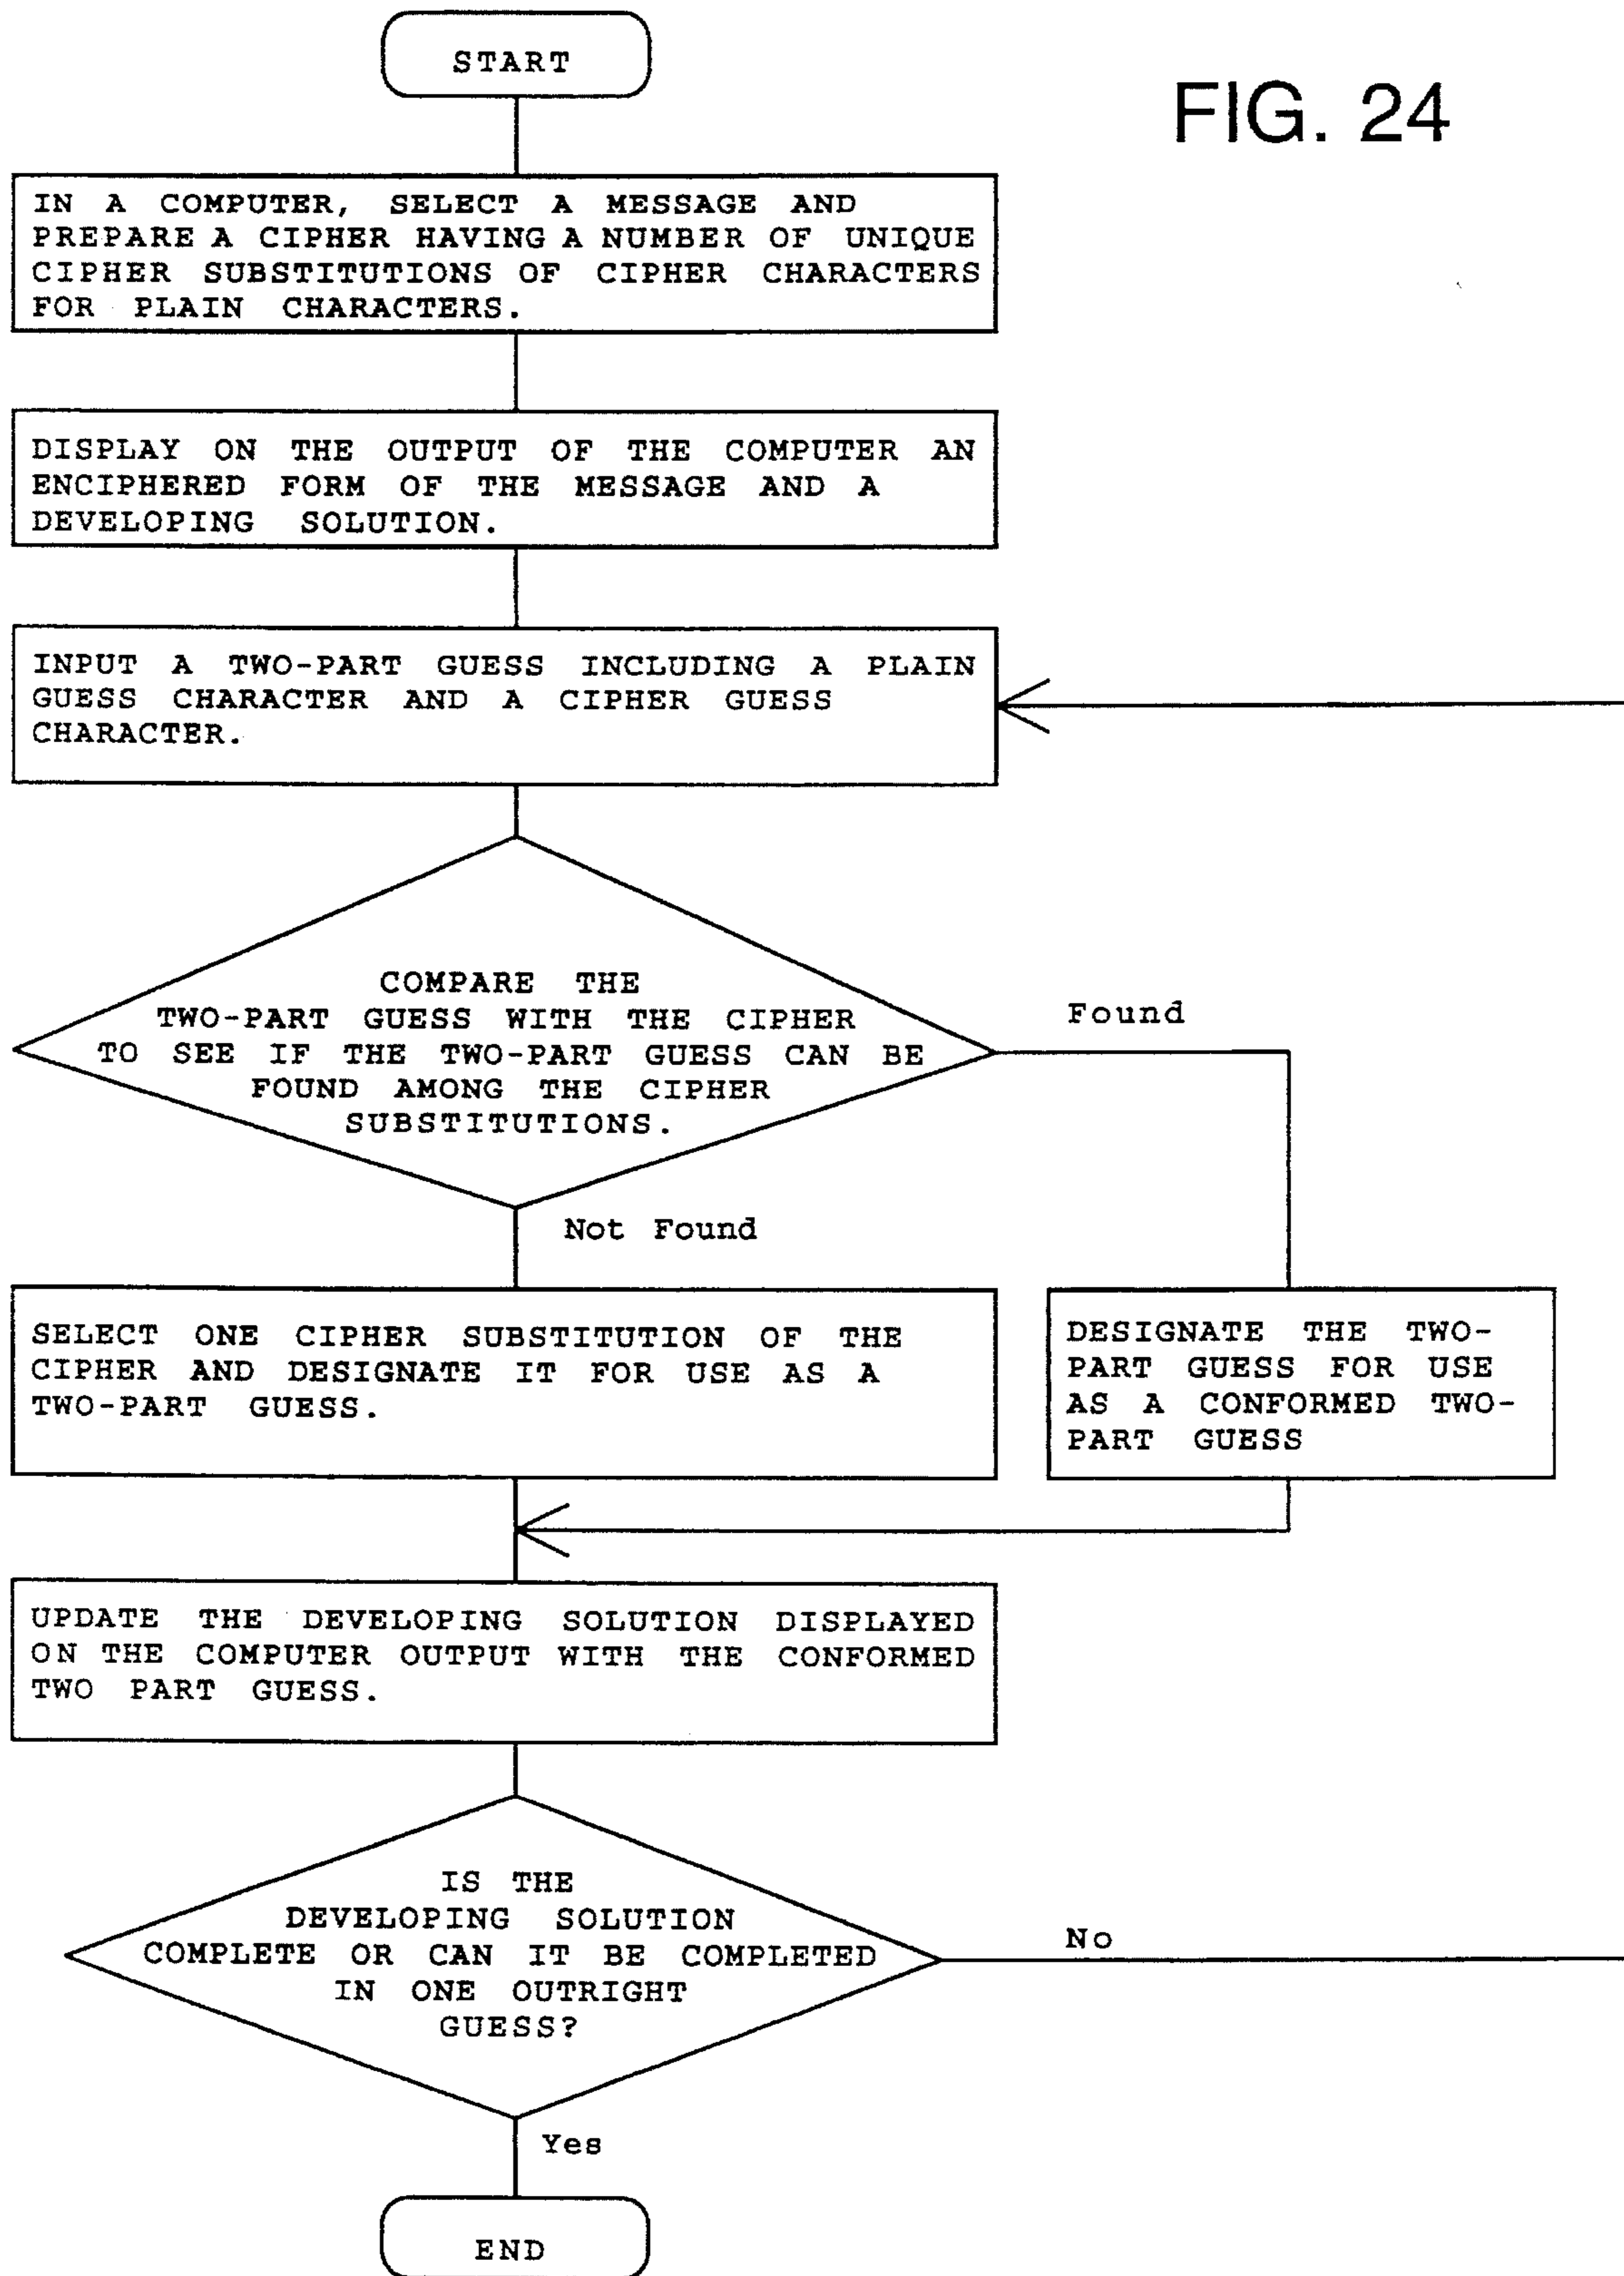 START
FIG. 24
IN A COMPUTER, SELECT A MESSAGE AND
PREPARE A CIPHER HAVING A NUMBER OF UNIQUE
CIPHER SUBSTITUTIONS OF CIPHER CHARACTERS
FOR PLAIN CHARACTERS.
DISPLAY ON THE OUTPUT OF THE COMPUTER AN
ENCIPHERED FORM OF THE MESSAGE AND A
DEVELOPING SOLUTION.
INPUT A TWO-PART GUESS INCLUDING A PLAIN
GUESS CHARACTER AND A CIPHER GUESS
CHARACTER.
COMPARE THE
TWO-PART GUESS WITH THE CIPHER
TO SEE IF THE TWO-PART GUESS CAN BE
FOUND AMONG THE CIPHER
SUBSTITUTIONS.
Found
Not Found
SELECT ONE CIPHER SUBSTITUTION OF THE
CIPHER AND DESIGNATE IT FOR USE AS A
TWO-PART GUESS.
DESIGNATE THE TWO-
PART GUESS FOR USE
AS A CONFORMED TWO-
PART GUESS
UPDATE THE DEVELOPING SOLUTION DISPLAYED
ON THE COMPUTER OUTPUT WITH THE CONFORMED
TWO PART GUESS.
IS THE
DEVELOPING SOLUTION
COMPLETE OR CAN IT BE COMPLETED
IN ONE OUTRIGHT
GUESS?
No
Yes
END